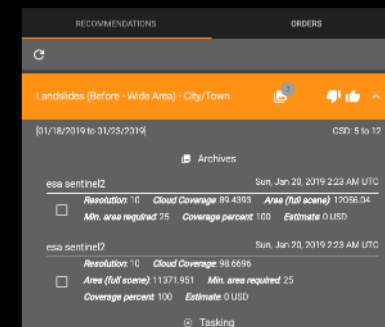 RECOMMENDATIONS ORDERS
Landslides (Before - Wide Area) - City/Town 2
[01/18/2019 to 01/23/2019] GSD: 5 to 12
Archives
esa sentinel2 Sun, Jan 20, 2019 2:23 AM UTC
Resolution: 10 Cloud Coverage: 89.4393 Area (full scene): 12056.04
Min. area required: 25 Coverage percent: 100 Estimate: 0 USD
esa sentinel2 Sun, Jan 20, 2019 2:23 AM UTC
Resolution: 10 Cloud Coverage: 98.6696
Area (full scene): 11371.951 Min. area required: 25
Coverage percent: 100 Estimate: 0 USD
Tasking